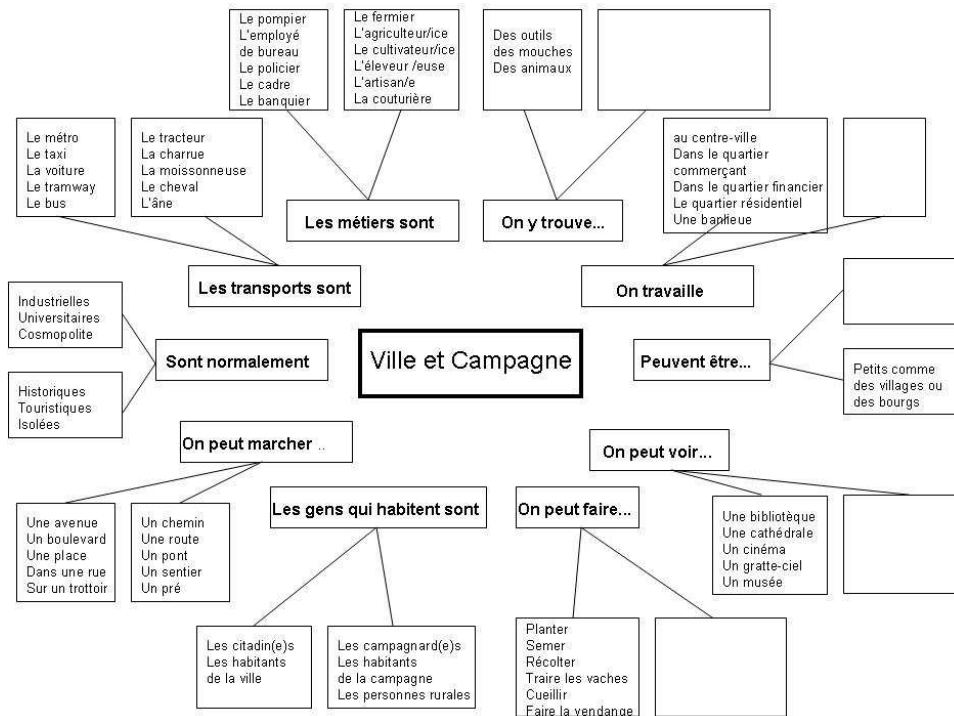 Le pompier
L'employé
de bureau
Le policier
Le cadre
Le banquier
Le fermier
L'agriculteur/ice
Le cultivateur/ice
L'éleveur /euse
L'artisan/e
La couturière
Des outils
des mouches
Des animaux
Le métro
Le taxi
La voiture
Le tramway
Le bus
Le tracteur
La charrue
La moissonneuse
Le cheval
L'âne
au centre-ville
Dans le quartier
commerçant
Dans le quartier financier
Le quartier résidentiel
Une banlieue
Les métiers sont
On y trouve...
Les transports sont
On travaille
Industrielles
Universitaires
Cosmopolite
Sont normalement
Ville et Campagne
Peuvent être...
Historiques
Touristiques
Isolées
Petits comme
des villages ou
des bourgs
On peut marcher ..
On peut voir...
Les gens qui habitent sont
On peut faire...
Une avenue
Un boulevard
Une place
Dans une rue
Sur un trottoir
Un chemin
Une route
Un pont
Un sentier
Un pré
Une bibliotèque
Une cathédrale
Un cinéma
Un gratte-ciel
Un musée
Les citadin(e)s
Les habitants
de la ville
Les campagnard(e)s
Les habitants
de la campagne
Les personnes rurales
Planter
Semer
Récolter
Traire les vaches
Cueillir
Faire la vendange